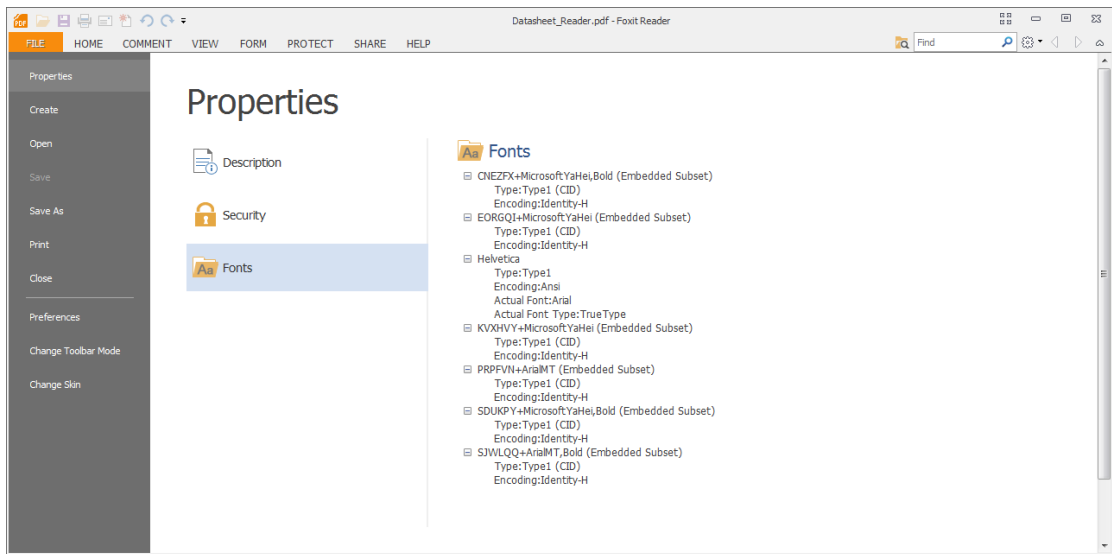 PDF
Datasheet_Reader.pdf - Foxit Reader
FILE HOME COMMENT VIEW FORM PROTECT SHARE HELP Find
Properties
Create
Open
Save
Save As
Print
Close
Preferences
Change Toolbar Mode
Change Skin
Properties
Description
Security
Aa Fonts
Aa Fonts
CNEZFX+MicrosoftYaHei,Bold (Embedded Subset)
Type:Type1 (CID)
Encoding:Identity-H
EORGQI+MicrosoftYaHei (Embedded Subset)
Type:Type1 (CID)
Encoding:Identity-H
Helvetica
Type:Type1
Encoding:Ansi
Actual Font:Arial
Actual Font Type:TrueType
KVXHVY+MicrosoftYaHei (Embedded Subset)
Type:Type1 (CID)
Encoding:Identity-H
PRPFVN+ArialMT (Embedded Subset)
Type:Type1 (CID)
Encoding:Identity-H
SDUKPY+MicrosoftYaHei,Bold (Embedded Subset)
Type:Type1 (CID)
Encoding:Identity-H
SJWLQQ+ArialMT,Bold (Embedded Subset)
Type:Type1 (CID)
Encoding:Identity-H